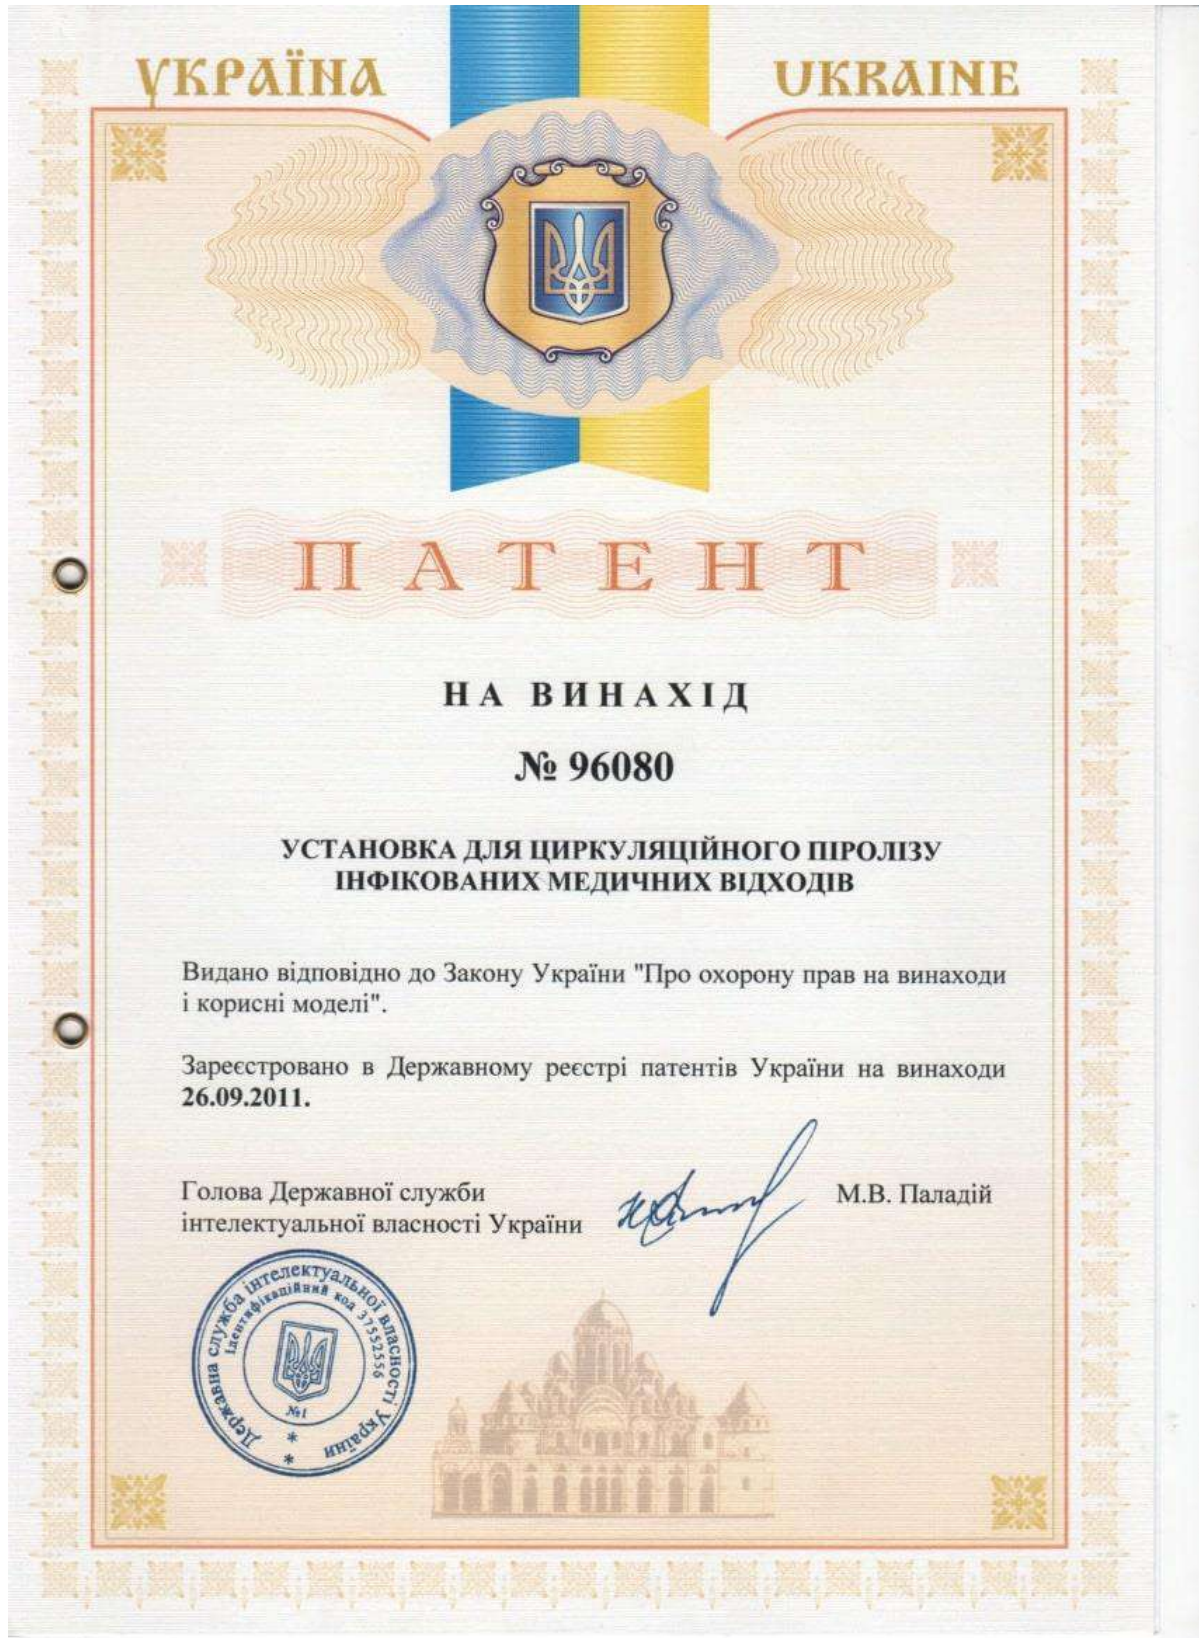 УКРАЇНА
UKRAINE
ПАТЕНТ
НА ВИНАХІД
№ 96080
УСТАНОВКА ДЛЯ ЦИРКУЛЯЦІЙНОГО ПІРОЛІЗУ
ІНФІКОВАНИХ МЕДИЧНИХ ВІДХОДІВ
Видано відповідно до Закону України "Про охорону прав на винаходи
і корисні моделі".
Зареєстровано в Державному реєстрі патентів України на винаходи
26.09.2011.
Голова Державної служби
інтелектуальної власності України
М.В. Паладій
Державна служба інтелектуальної власності України
Ідентифікаційний код 37552556
№1